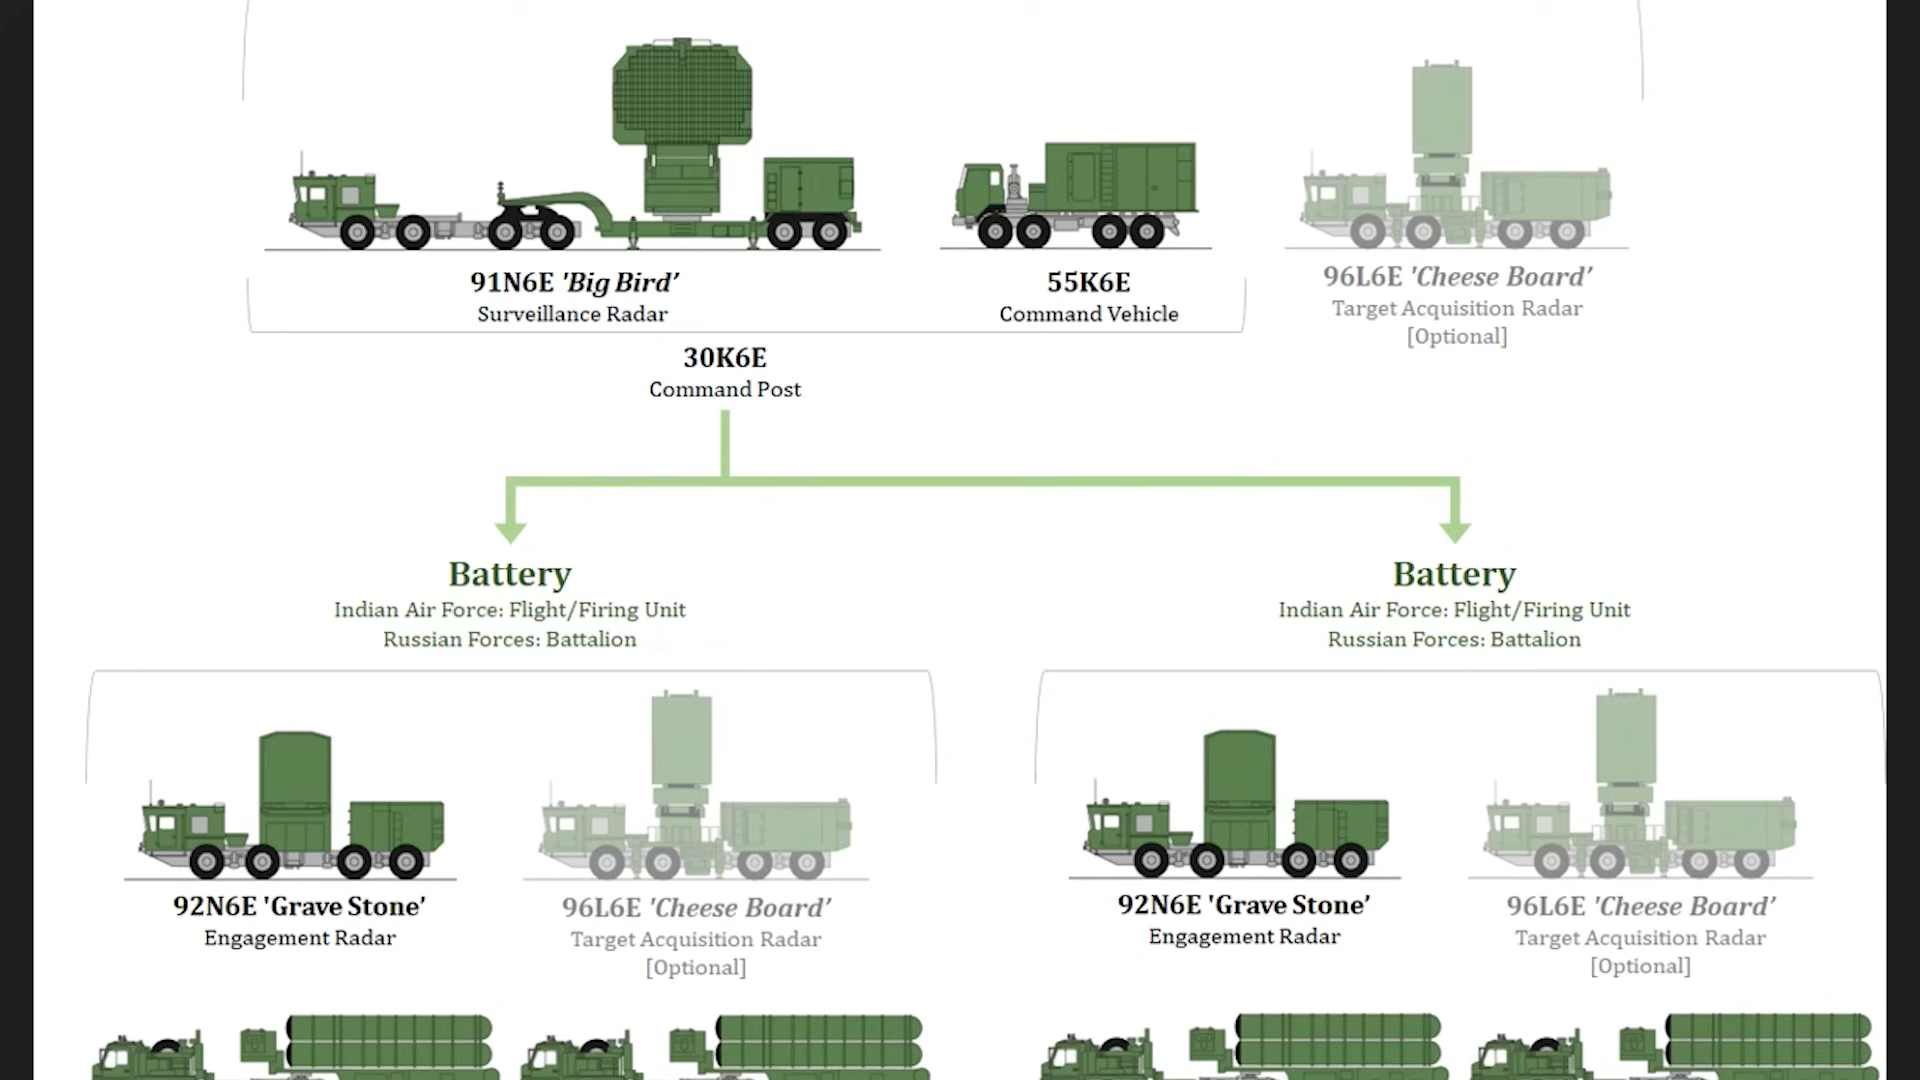 91N6E 'Big Bird’
Surveillance Radar
55K6E
Command Vehicle
96L6E 'Cheese Board’
Target Acquisition Radar
[Optional]
30K6E
Command Post
Battery
Indian Air Force: Flight/Firing Unit
Russian Forces: Battalion
Battery
Indian Air Force: Flight/Firing Unit
Russian Forces: Battalion
92N6E 'Grave Stone’
Engagement Radar
96L6E 'Cheese Board’
Target Acquisition Radar
[Optional]
92N6E 'Grave Stone’
Engagement Radar
96L6E 'Cheese Board’
Target Acquisition Radar
[Optional]